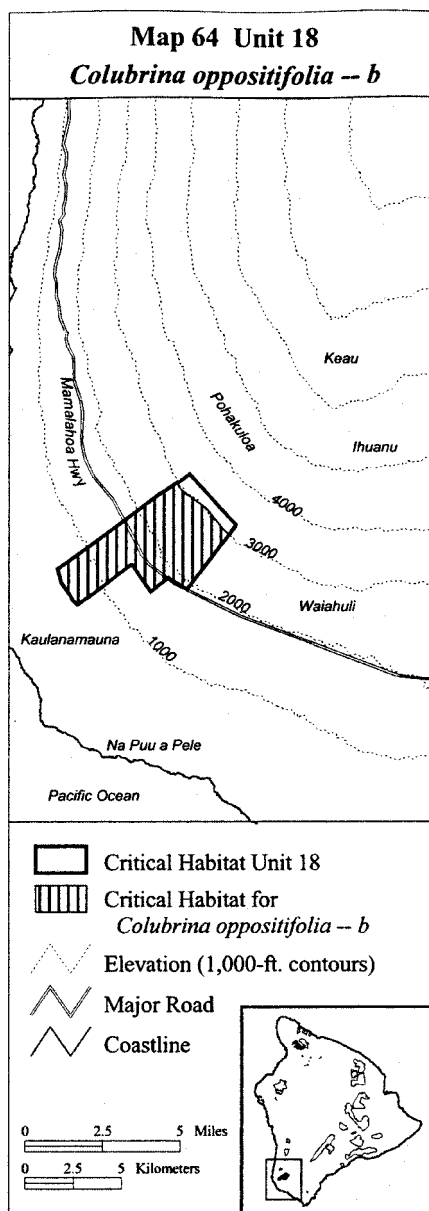 Map 64 Unit 18
Colubrina oppositifolia -- b
Keau
Mamalahoa Hwy
Pohakuloa
Ihuanu
4000
3000
2000
Waiahuli
1000
Kaulanamauna
Na Puu a Pele
Pacific Ocean
Critical Habitat Unit 18
Critical Habitat for
Colubrina oppositifolia -- b
Elevation (1,000-ft. contours)
Major Road
Coastline
0 2.5 5 Miles
0 2.5 5 Kilometers